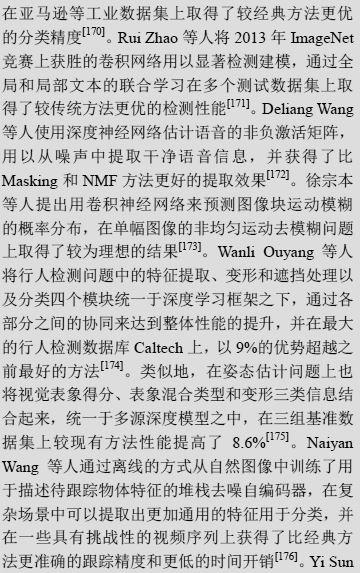 在亚马逊等工业数据集上取得了较经典方法更优
的分类精度[170]。Rui Zhao 等人将 2013 年 ImageNet
竞赛上获胜的卷积网络用以显著检测建模，通过全
局和局部文本的联合学习在多个测试数据集上取
得了较传统方法更优的检测性能[171]。Deliang Wang
等人使用深度神经网络估计语音的非负激活矩阵，
用以从噪声中提取干净语音信息，并获得了比
Masking 和 NMF 方法更好的提取效果[172]。徐宗本
等人提出用卷积神经网络来预测图像块运动模糊
的概率分布，在单幅图像的非均匀运动去模糊问题
上取得了较为理想的结果[173]。Wanli Ouyang 等人
将行人检测问题中的特征提取、变形和遮挡处理以
及分类四个模块统一于深度学习框架之下，通过各
部分之间的协同来达到整体性能的提升，并在最大
的行人检测数据库 Caltech 上，以 9%的优势超越之
前最好的方法[174]。类似地，在姿态估计问题上也
将视觉表象得分、表象混合类型和变形三类信息结
合起来，统一于多源深度模型之中，在三组基准数
据集上较现有方法性能提高了 8.6%[175]。Naiyan
Wang 等人通过离线的方式从自然图像中训练了用
于描述待跟踪物体特征的堆栈去噪自编码器，在复
杂场景中可以提取出更加通用的特征用于分类，并
在一些具有挑战性的视频序列上获得了比经典方
法更准确的跟踪精度和更低的时间开销[176]。Yi Sun